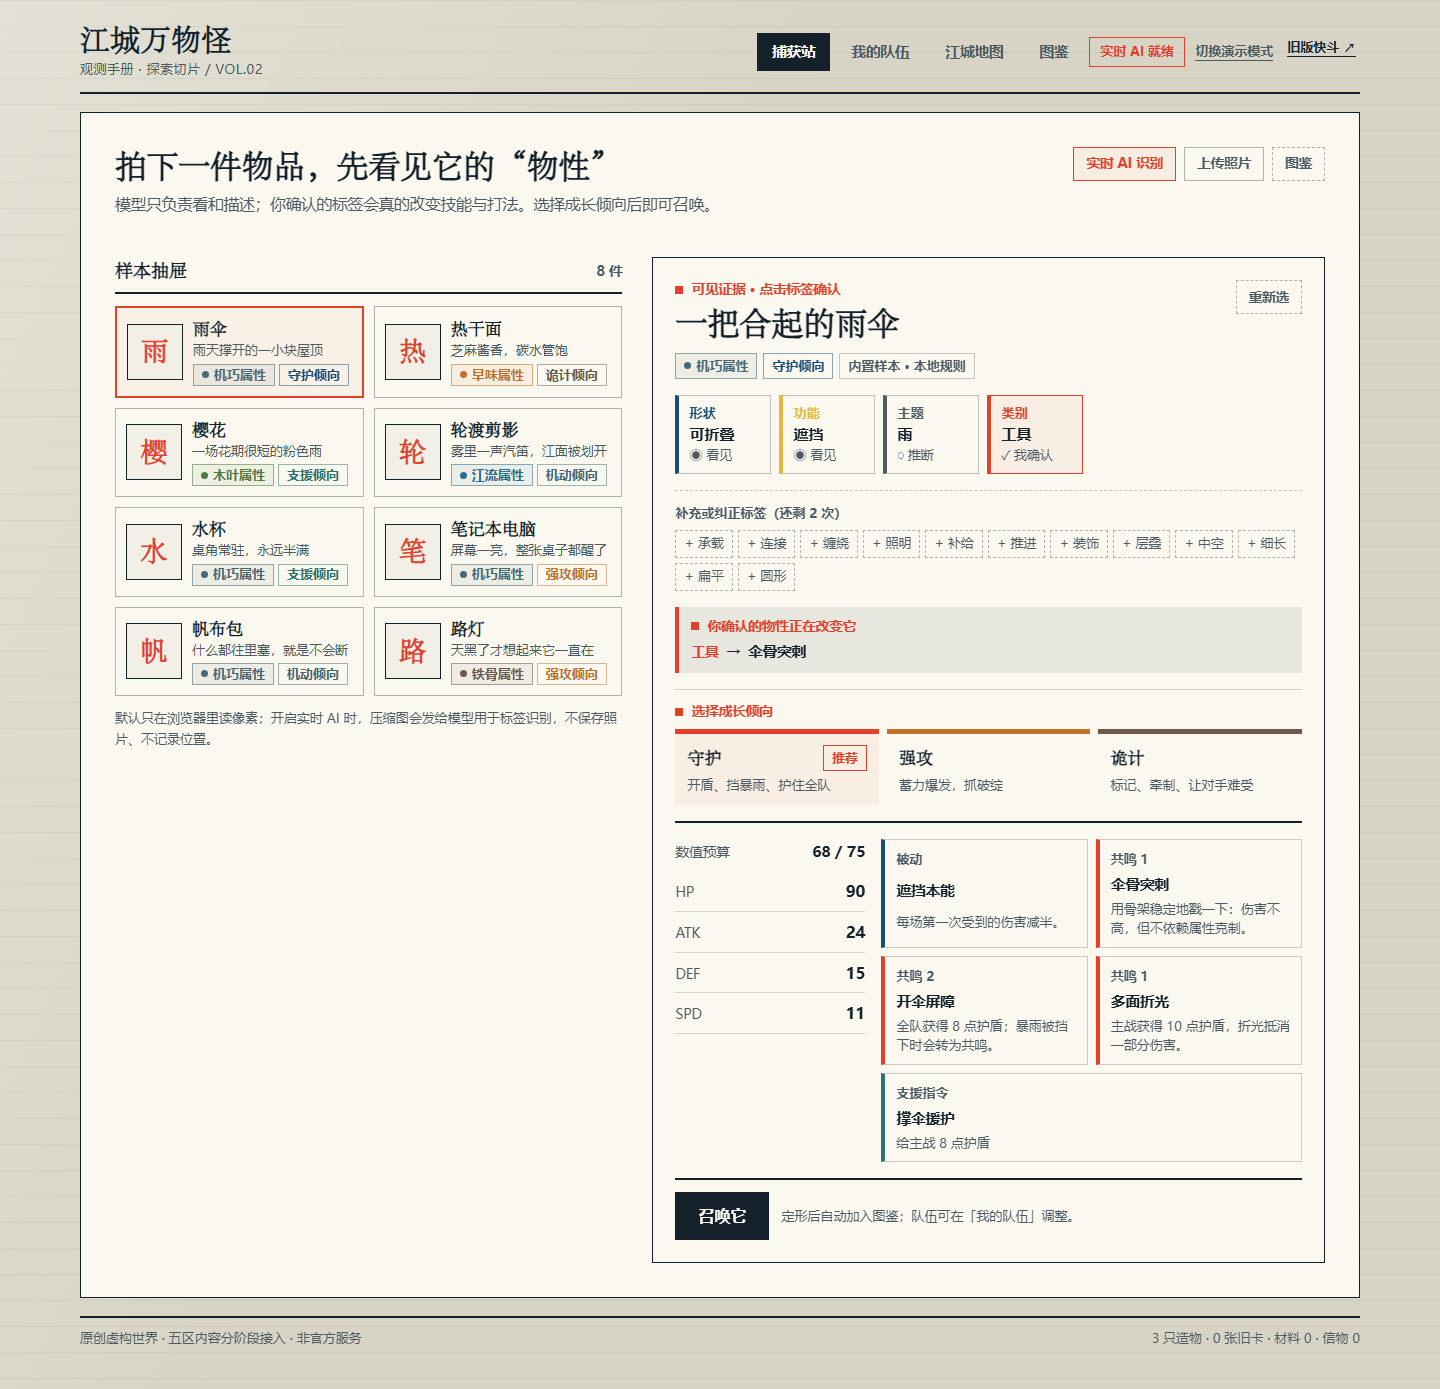 江城万物怪
观测手册 · 探索切片 / VOL.02
捕获站 我的队伍 江城地图 图鉴 实时 AI 就绪 切换演示模式 旧版快斗 ↗
拍下一件物品，先看见它的“物性”
模型只负责看和描述；你确认的标签会真的改变技能与打法。选择成长倾向后即可召唤。
实时 AI 识别 上传照片 图鉴
样本抽屉 8 件
雨
雨伞
雨天撑开的一小块屋顶
机巧属性 守护倾向
热
热干面
芝麻酱香，碳水管饱
早味属性 诡计倾向
樱
樱花
一场花期很短的粉色雨
木叶属性 支援倾向
轮
轮渡剪影
雾里一声汽笛，江面被划开
江流属性 机动倾向
水
水杯
桌角常驻，永远半满
机巧属性 支援倾向
笔
笔记本电脑
屏幕一亮，整张桌子都醒了
机巧属性 强攻倾向
帆
帆布包
什么都往里塞，就是不会断
机巧属性 机动倾向
路
路灯
天黑了才想起来它一直在
铁骨属性 强攻倾向
默认只在浏览器里读像素；开启实时 AI 时，压缩图会发给模型用于标签识别，不保存照
片、不记录位置。
可见证据 • 点击标签确认
重新选
一把合起的雨伞
机巧属性 守护倾向 内置样本 • 本地规则
形状
可折叠
◉ 看见
功能
遮挡
◉ 看见
主题
雨
○ 推断
类别
工具
✓ 我确认
补充或纠正标签（还剩 2 次）
+ 承载 + 连接 + 缠绕 + 照明 + 补给 + 推进 + 装饰 + 层叠 + 中空 + 细长
+ 扁平 + 圆形
你确认的物性正在改变它
工具 → 伞骨突刺
选择成长倾向
守护 推荐
开盾、挡暴雨、护住全队
强攻
蓄力爆发，抓破绽
诡计
标记、牵制、让对手难受
数值预算 68 / 75
HP 90
ATK 24
DEF 15
SPD 11
被动
遮挡本能
每场第一次受到的伤害减半。
共鸣 1
伞骨突刺
用骨架稳定地戳一下：伤害不
高，但不依赖属性克制。
共鸣 2
开伞屏障
全队获得 8 点护盾；暴雨被挡
下时会转为共鸣。
共鸣 1
多面折光
主战获得 10 点护盾，折光抵消
一部分伤害。
支援指令
撑伞援护
给主战 8 点护盾
召唤它 定形后自动加入图鉴；队伍可在「我的队伍」调整。
原创虚构世界 · 五区内容分阶段接入 · 非官方服务
3 只造物 · 0 张旧卡 · 材料 0 · 信物 0